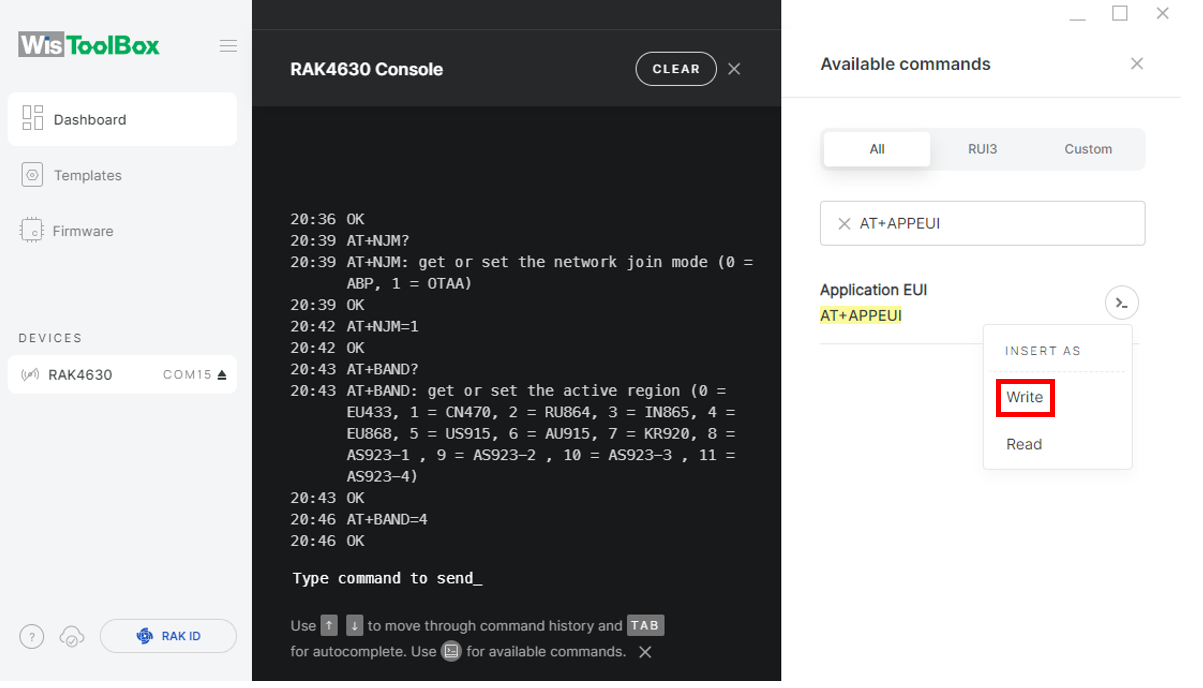 WisToolBox
Dashboard
Templates
Firmware
DEVICES
RAK4630 COM15
?
RAK ID
RAK4630 Console
CLEAR
20:36 OK
20:39 AT+NJM?
20:39 AT+NJM: get or set the network join mode (0 =
ABP, 1 = OTAA)
20:39 OK
20:42 AT+NJM=1
20:42 OK
20:43 AT+BAND?
20:43 AT+BAND: get or set the active region (0 =
EU433, 1 = CN470, 2 = RU864, 3 = IN865, 4 =
EU868, 5 = US915, 6 = AU915, 7 = KR920, 8 =
AS923-1 , 9 = AS923-2 , 10 = AS923-3 , 11 =
AS923-4)
20:43 OK
20:46 AT+BAND=4
20:46 OK
Type command to send_
Use ↑ ↓ to move through command history and TAB
for autocomplete. Use for available commands.
Available commands
All RUI3 Custom
AT+APPEUI
Application EUI
AT+APPEUI
INSERT AS
Write
Read